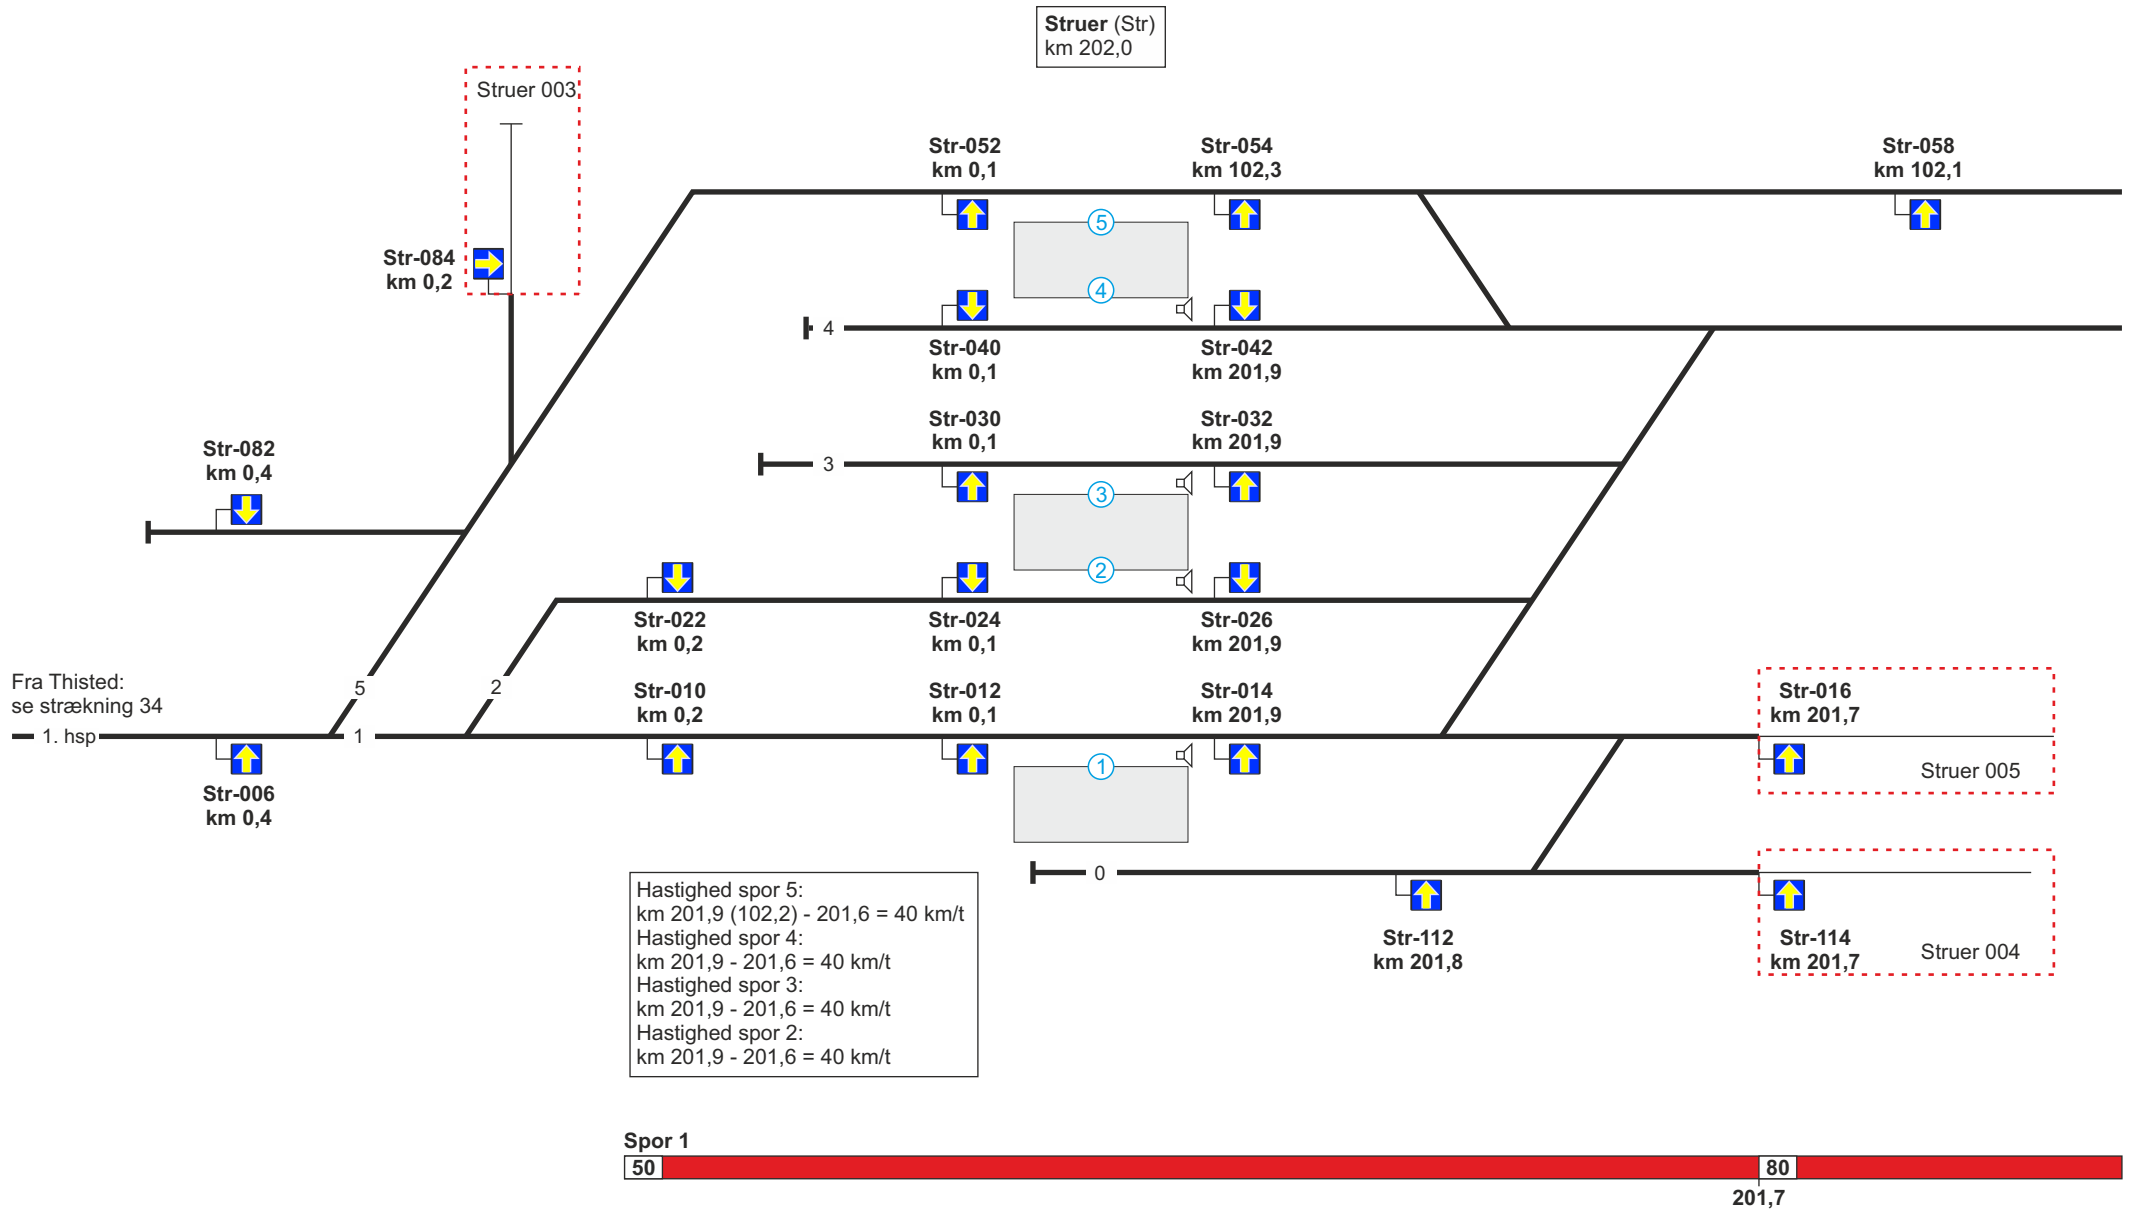 Struer (Str)
km 202,0
Struer 003
Str-052
km 0,1
Str-054
km 102,3
Str-058
km 102,1
5
Str-084
km 0,2
4
4
Str-040
km 0,1
Str-042
km 201,9
Str-030
km 0,1
Str-032
km 201,9
Str-082
km 0,4
3
3
2
Str-022
km 0,2
Str-024
km 0,1
Str-026
km 201,9
Fra Thisted:
se strækning 34
5
2
Str-010
km 0,2
Str-012
km 0,1
Str-014
km 201,9
Str-016
km 201,7
1. hsp
1
1
Struer 005
Str-006
km 0,4
0
Hastighed spor 5:
km 201,9 (102,2) - 201,6 = 40 km/t
Hastighed spor 4:
km 201,9 - 201,6 = 40 km/t
Hastighed spor 3:
km 201,9 - 201,6 = 40 km/t
Hastighed spor 2:
km 201,9 - 201,6 = 40 km/t
Str-112
km 201,8
Str-114
km 201,7
Struer 004
Spor 1
50
80
201,7